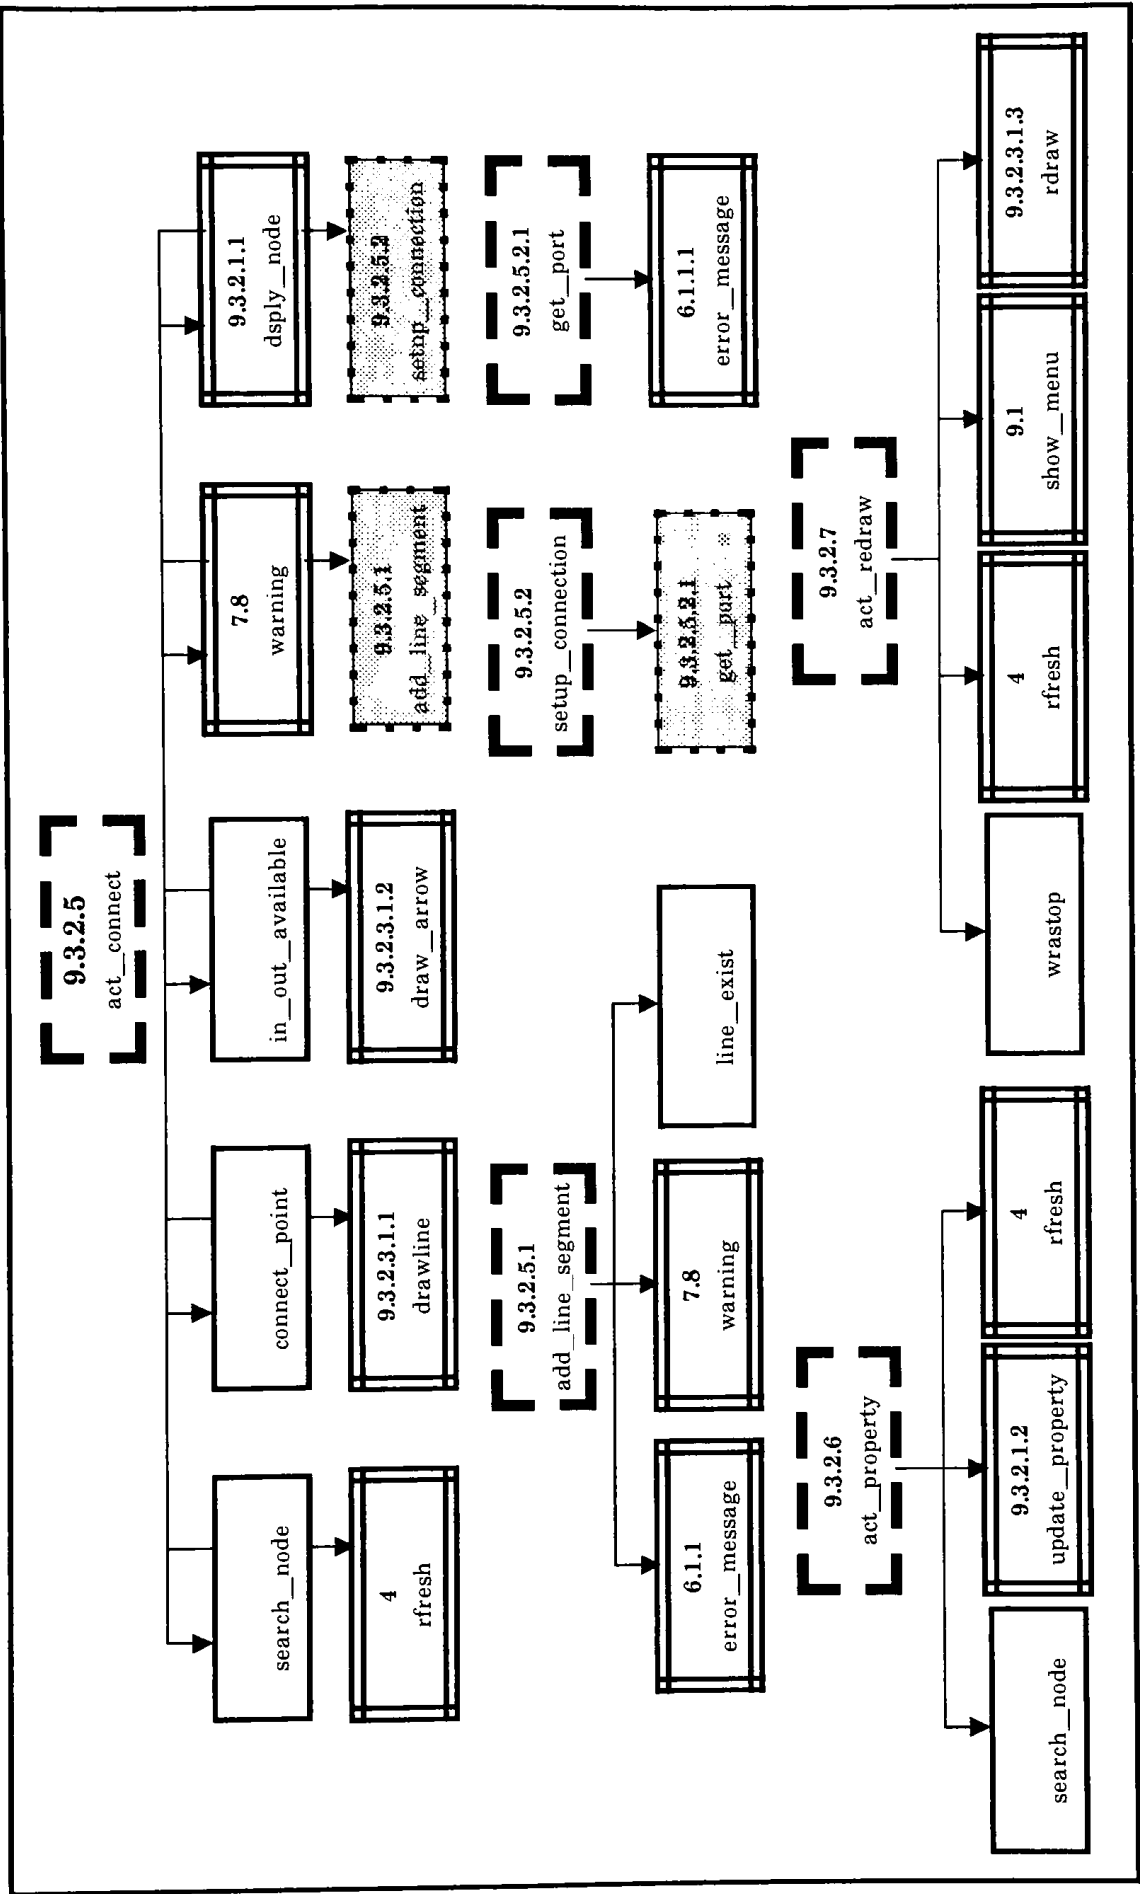 9.3.2.5
act__connect
search__node
connect__point
in__out__available
7.8
warning
9.3.2.1.1
dsply__node
4
rfresh
9.3.2.3.1.1
drawline
9.3.2.3.1.2
draw__arrow
9.3.2.5.1
add__line__segment
9.3.2.5.2
setup__connection
9.3.2.5.1
add__line__segment
9.3.2.5.2
setup__connection
9.3.2.5.2.1
get__port
6.1.1
error__message
7.8
warning
line__exist
9.3.2.5.2.1
get__port
6.1.1.1
error__message
9.3.2.6
act__property
9.3.2.7
act__redraw
search__node
9.3.2.1.2
update__property
4
rfresh
wrastop
4
rfresh
9.1
show__menu
9.3.2.3.1.3
rdraw